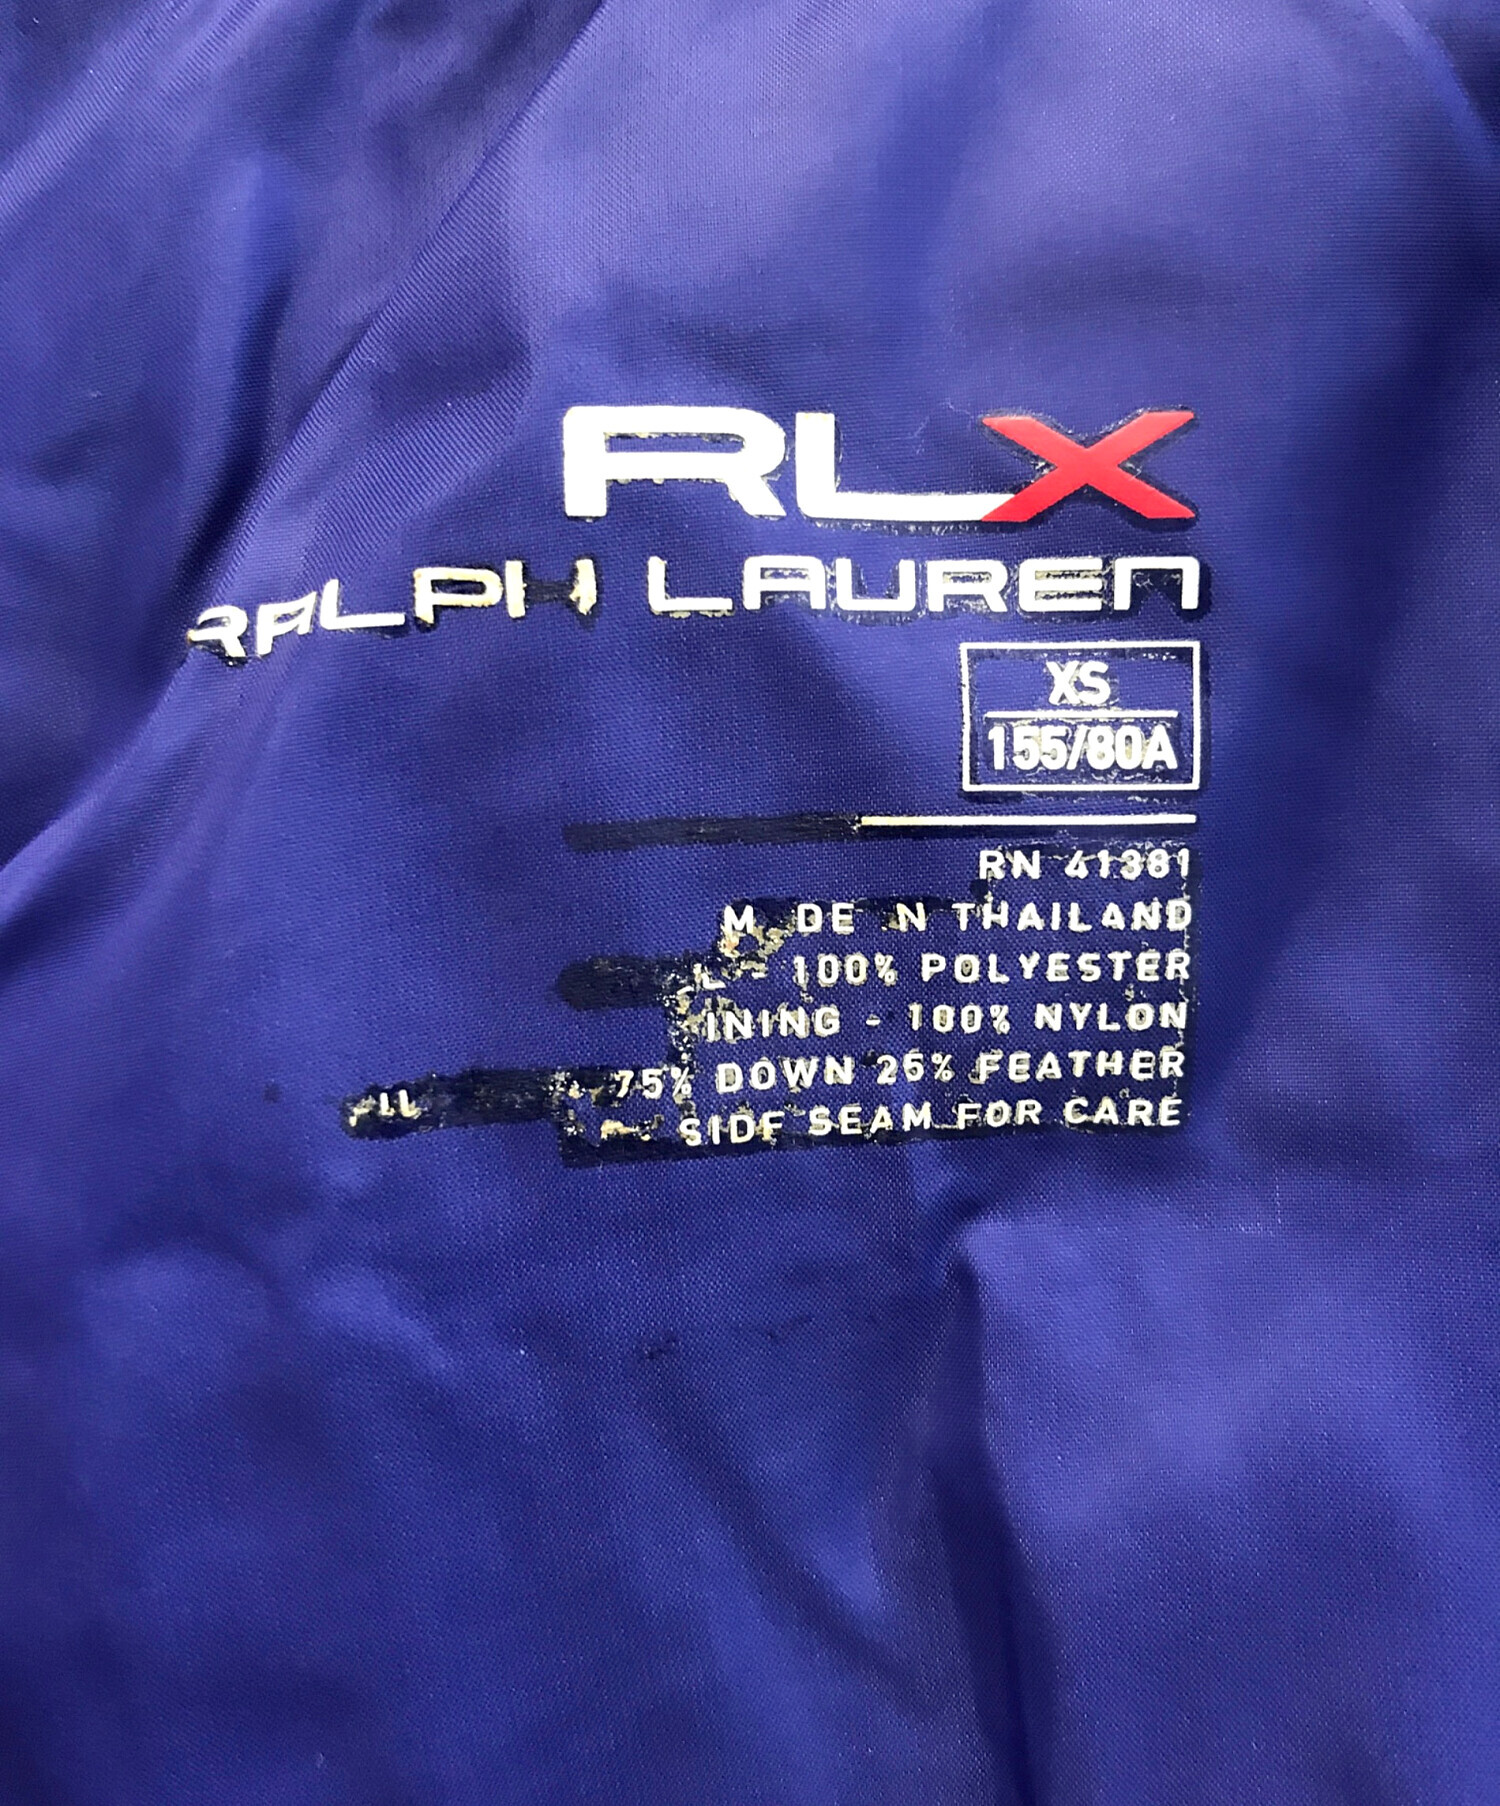 RLX
RALPH LAUREN
XS
155/80A
RN 41381
M DE N THAILAND
100% POLYESTER
INING - 100% NYLON
75% DOWN 25% FEATHER
SIDE SEAM FOR CARE